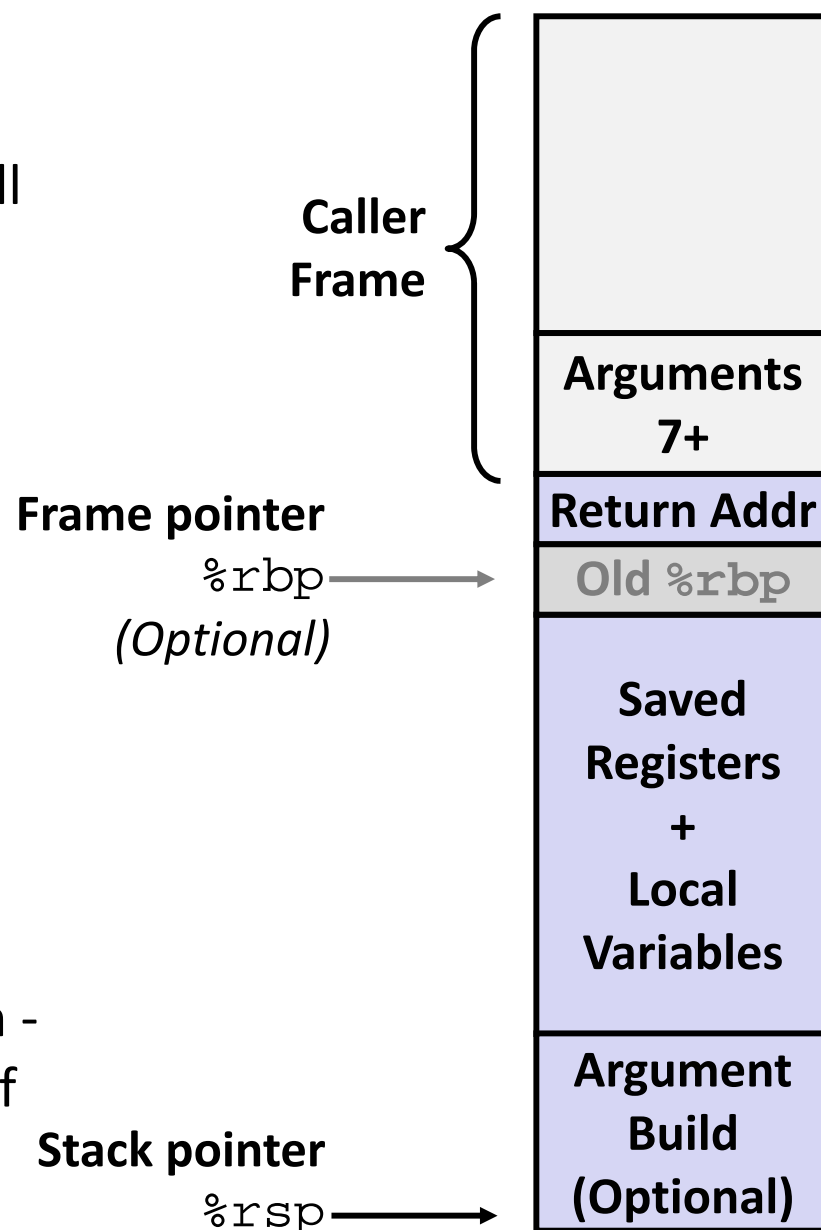 ll
Caller
Frame
Arguments
7+
Frame pointer
%rbp
(Optional)
Return Addr
Old %rbp
Saved
Registers
+
Local
Variables
n -
f
Stack pointer
%rsp
Argument
Build
(Optional)